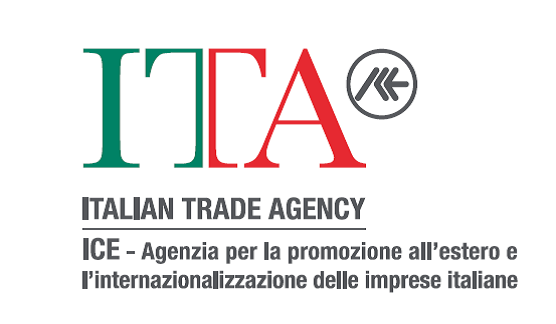 ITA
ITALIAN TRADE AGENCY
ICE - Agenzia per la promozione all'estero e
l'internazionalizzazione delle imprese italiane